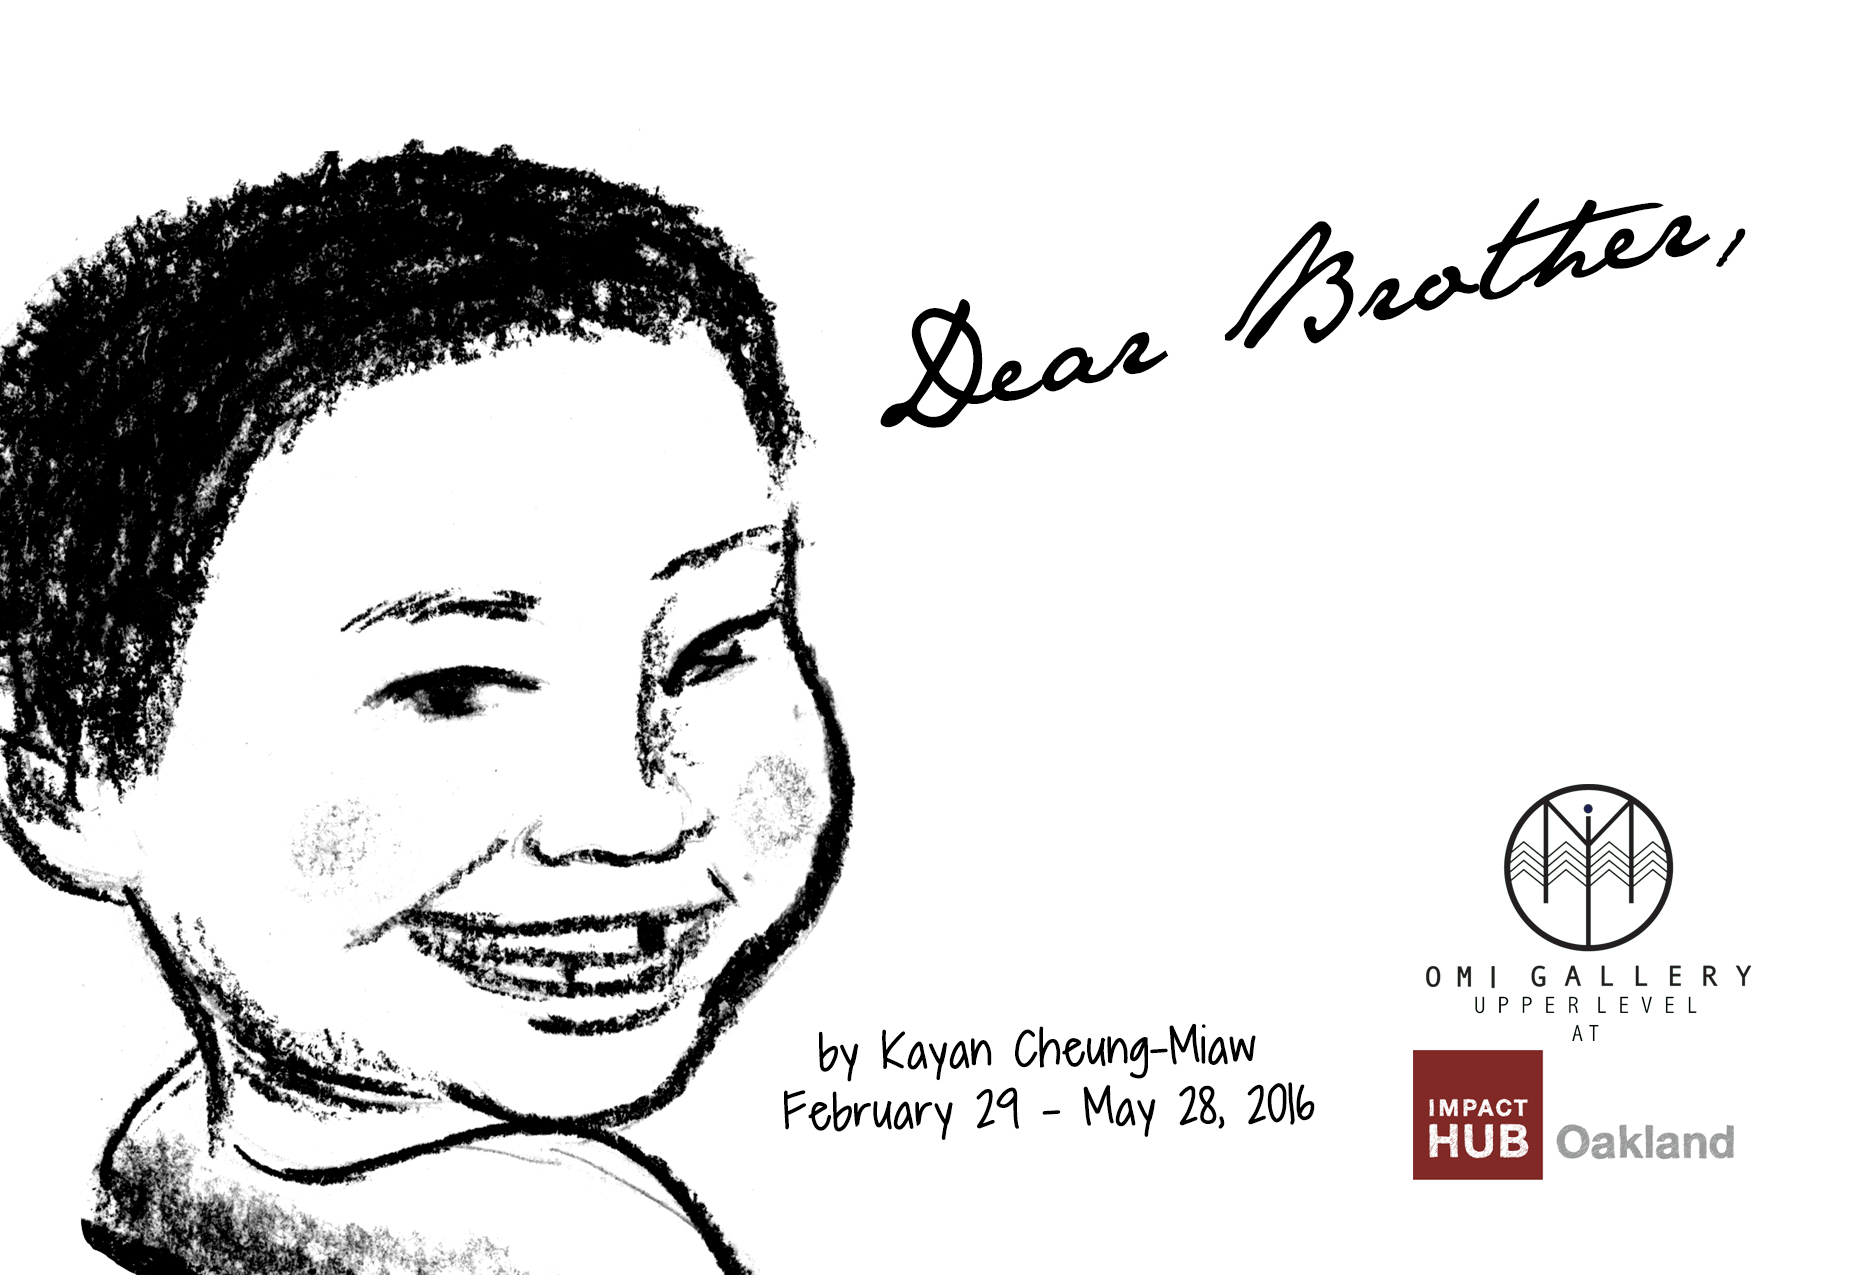 Dear Brother,
by Kayan Cheung-Miaw
February 29 - May 28, 2016
OMI GALLERY
UPPER LEVEL
AT
IMPACT
HUB Oakland